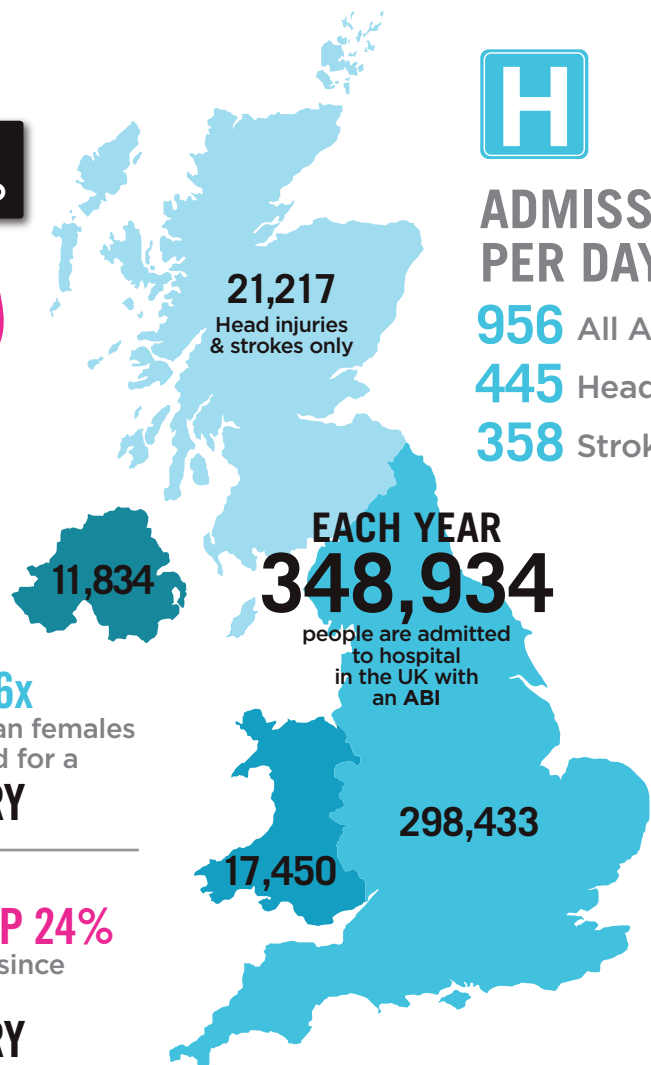 H
ADMISS
PER DAY
956 All A
445 Head
358 Strok
21,217
Head injuries
& strokes only
EACH YEAR
348,934
people are admitted
to hospital
in the UK with
an ABI
11,834
298,433
17,450
6x
an females
d for a
RY
P 24%
since
RY